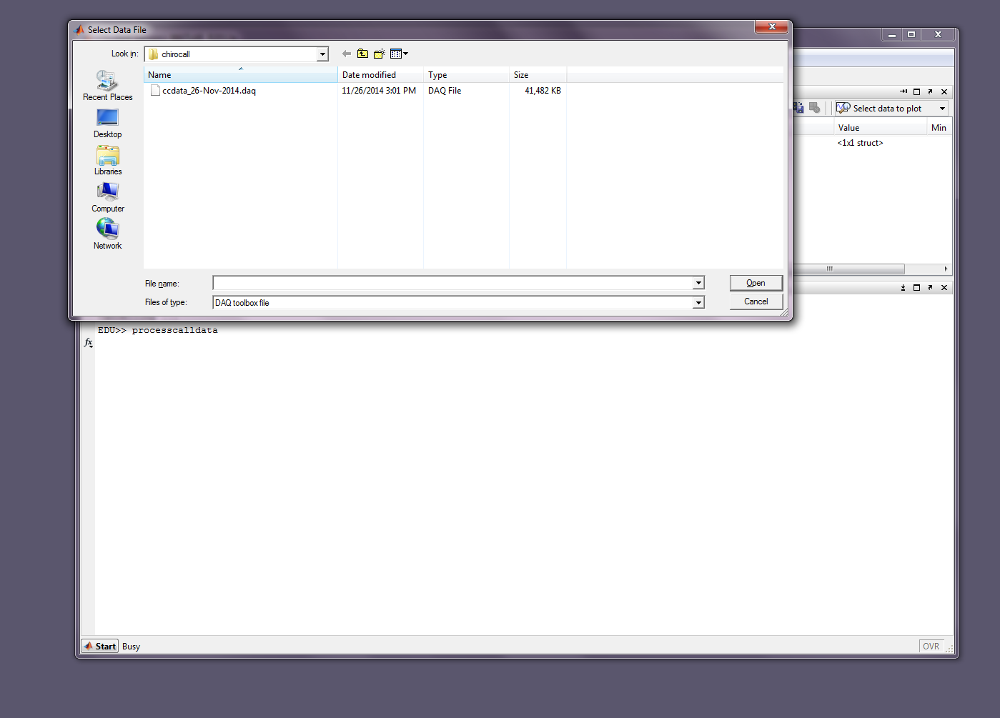 Select Data File
Look in: chirocall
Name Date modified Type Size
ccdata_26-Nov-2014.daq 11/26/2014 3:01 PM DAQ File 41,482 KB
Recent Places
Desktop
Libraries
Computer
Network
File name: Open
Files of type: DAQ toolbox file Cancel
Select data to plot
Value Min
<1x1 struct>
EDU>> processcalldata
fx
Start Busy OVR